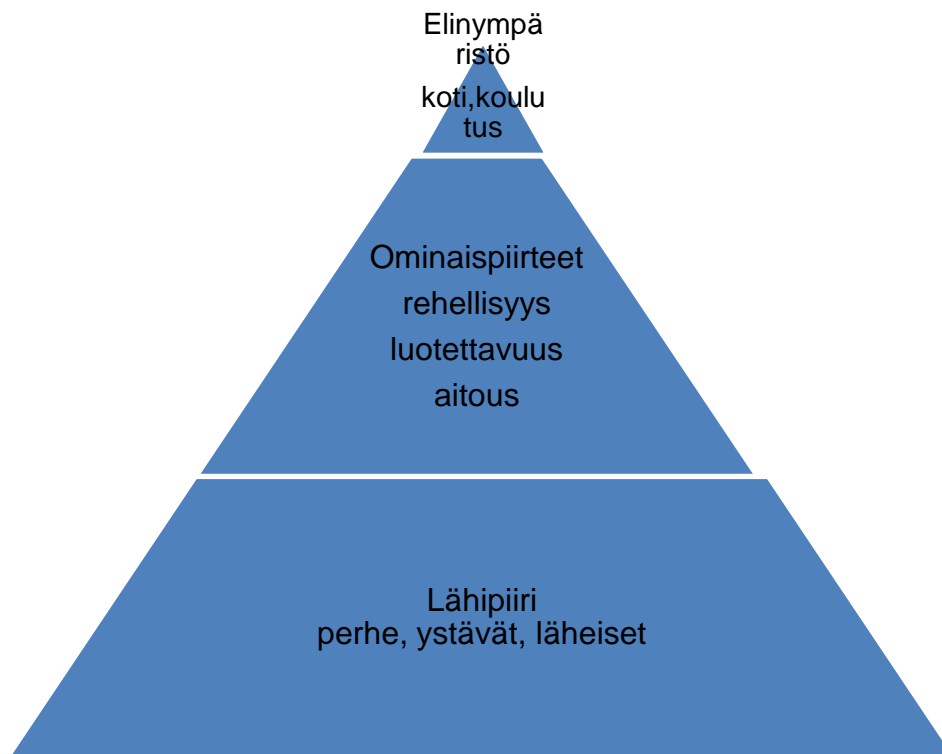 Elinympä
ristö
koti,koulu
tus
Ominaispiirteet
rehellisyys
luotettavuus
aitous
Lähipiiri
perhe, ystävät, läheiset